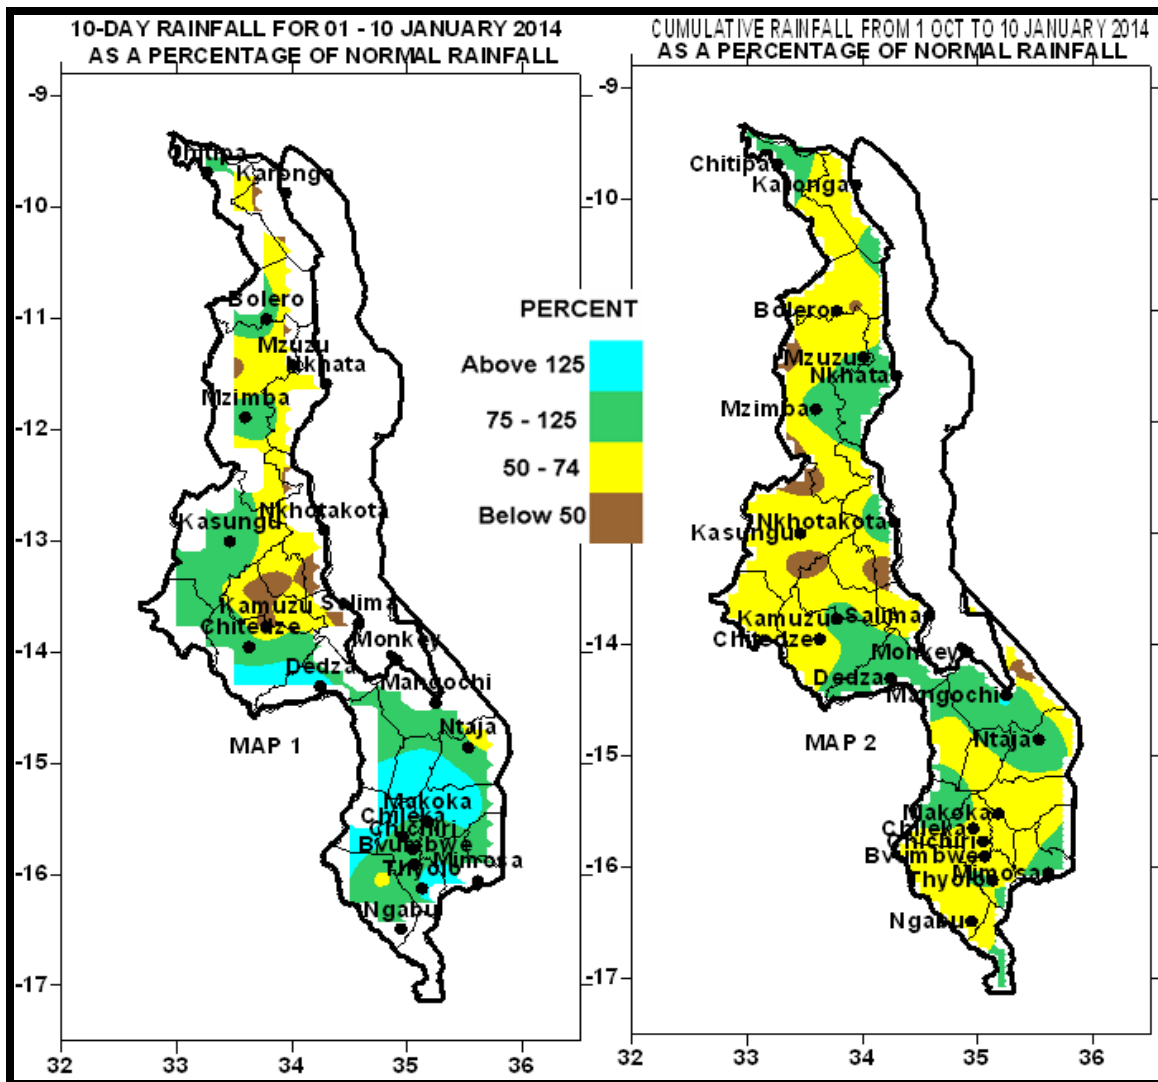 10-DAY RAINFALL FOR 01 - 10 JANUARY 2014
AS A PERCENTAGE OF NORMAL RAINFALL
CUMULATIVE RAINFALL FROM 1 OCT TO 10 JANUARY 2014
AS A PERCENTAGE OF NORMAL RAINFALL
-9
-10
-11
-12
-13
-14
-15
-16
-17
32
33
34
35
36
Chitipa
Karonga
Bolero
Mzuzu
Nkhata
Mzimba
Nkhotakota
Kasungu
Kamuzu
Salima
Chitedze
Monkey
Dedza
Mangochi
Ntaja
MAP 1
Makoka
Chileka
Chichiri
Bvumbwe
Mimosa
Thyolo
Ngabu
PERCENT
Above 125
75 - 125
50 - 74
Below 50
-9
-10
-11
-12
-13
-14
-15
-16
-17
32
33
34
35
36
Chitipa
Karonga
Bolero
Mzuzu
Nkhata
Mzimba
Nkhotakota
Kasungu
Kamuzu
Salima
Chitedze
Monkey
Dedza
Mangochi
Ntaja
MAP 2
Makoka
Chileka
Chichiri
Bvumbwe
Mimosa
Thyolo
Ngabu